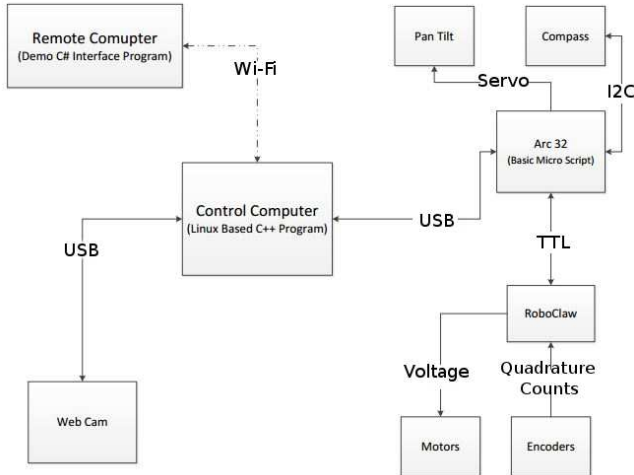 Remote Comupter
(Demo C# Interface Program)
Wi-Fi
Pan Tilt
Compass
Servo
I2C
Arc 32
(Basic Micro Script)
Control Computer
(Linux Based C++ Program)
USB
USB
TTL
RoboClaw
Voltage
Quadrature
Counts
Web Cam
Motors
Encoders